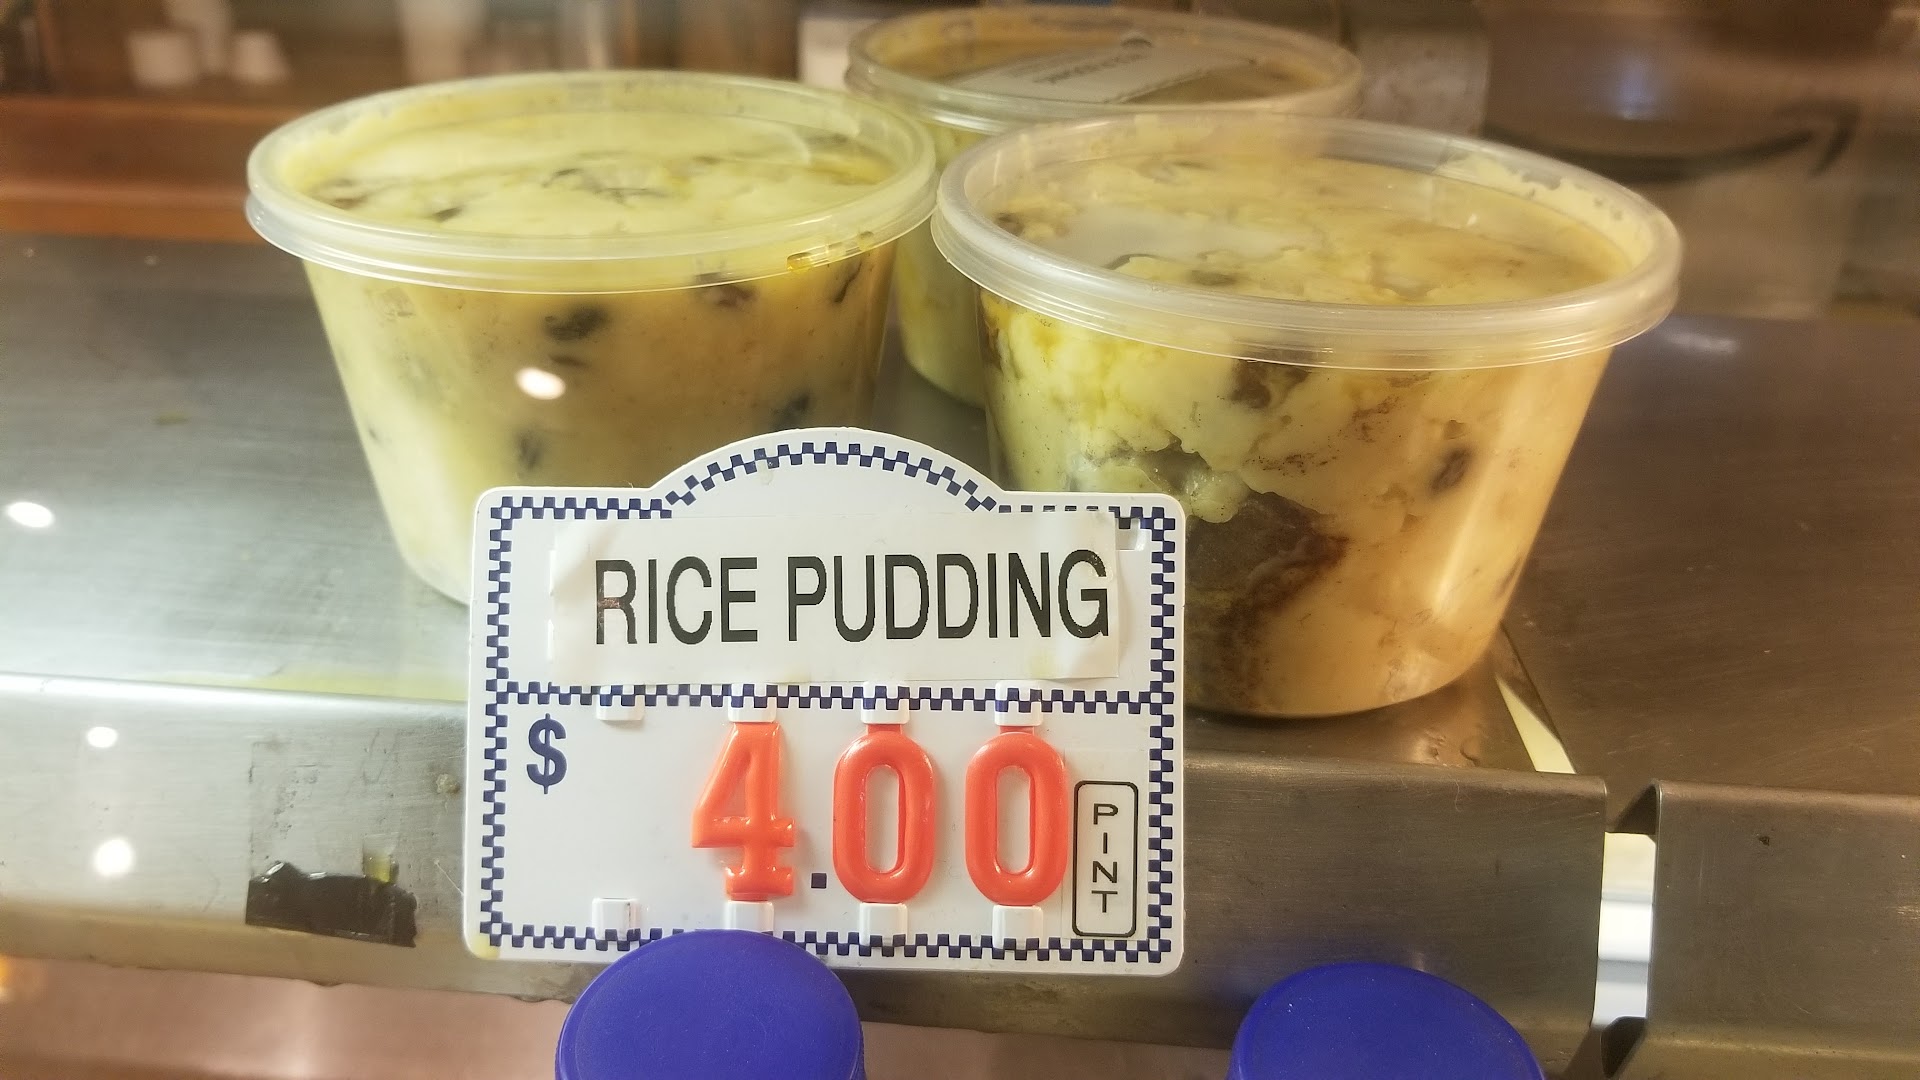 RICE PUDDING
$ 4.00
PINT